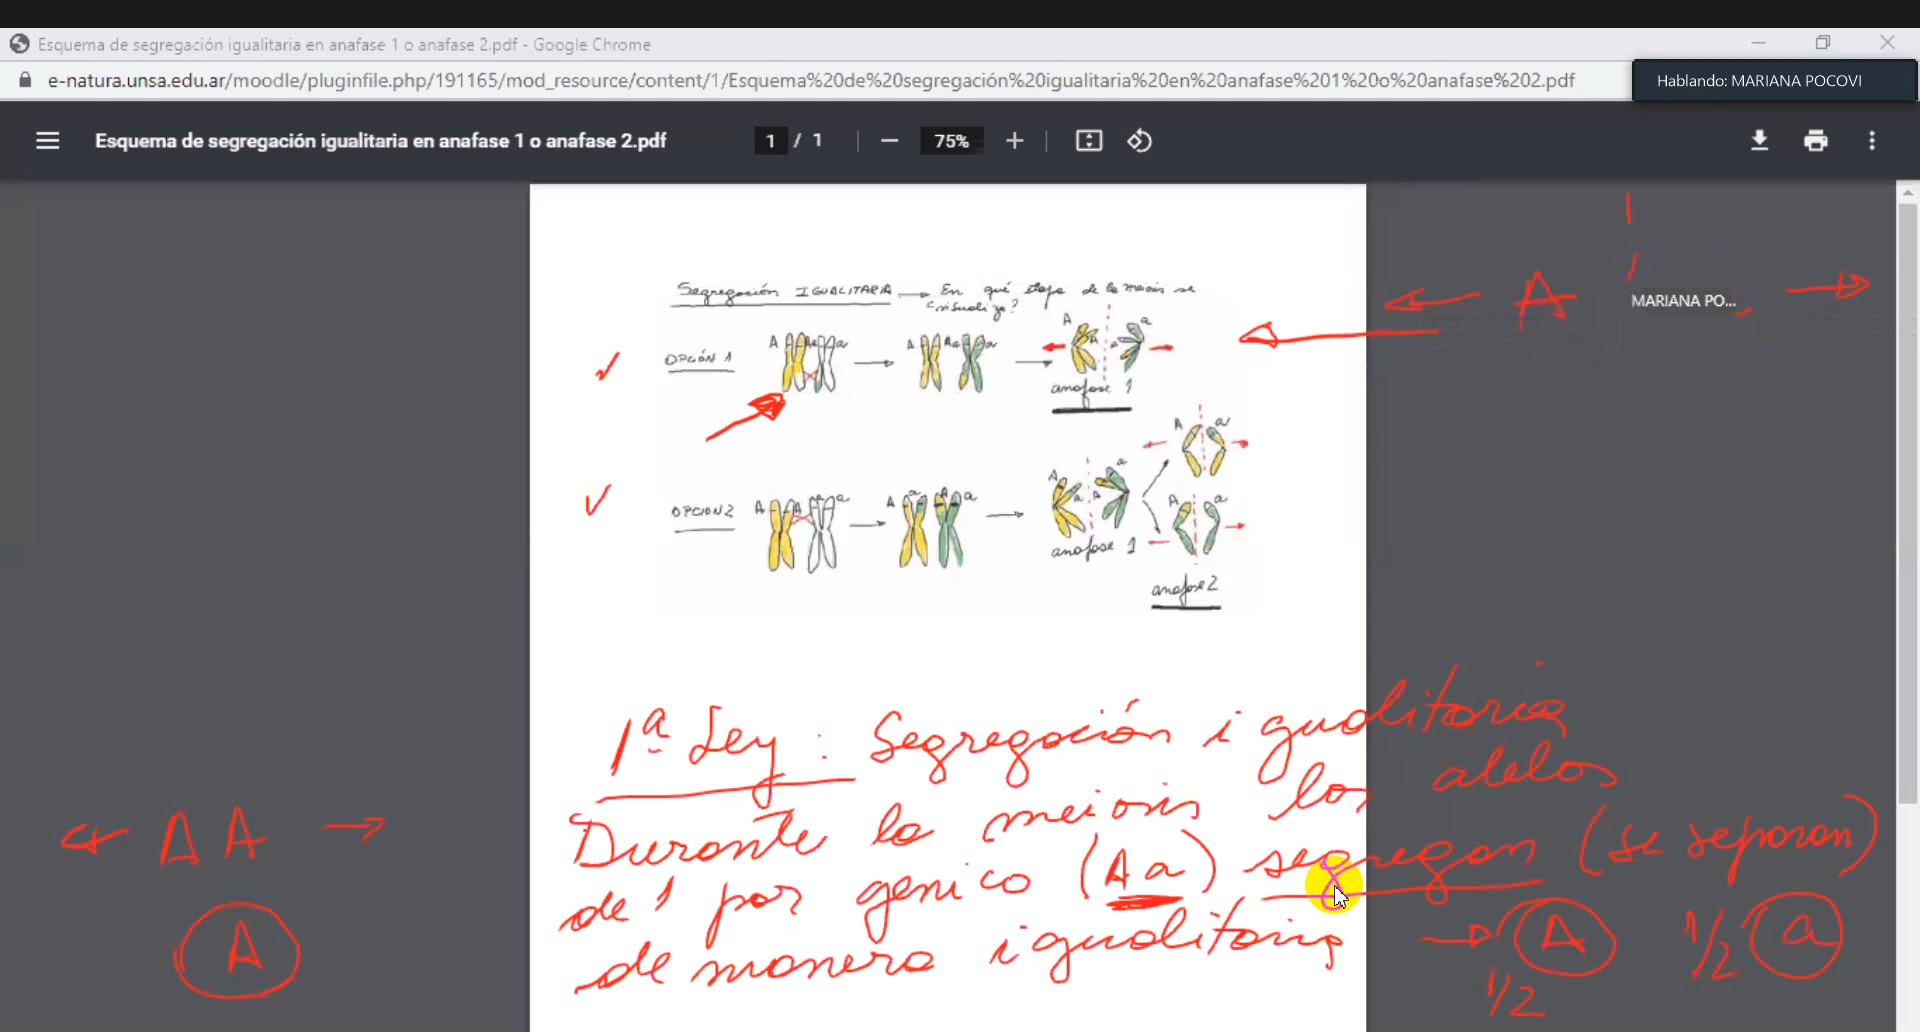 Esquema de segregación igualitaria en anafase 1 o anafase 2.pdf - Google Chrome
e-natura.unsa.edu.ar/moodle/pluginfile.php/191165/mod_resource/content/1/Esquema%20de%20segregación%20igualitaria%20en%20anafase%201%20o%20anafase%202.pdf
Hablando: MARIANA POCOVI
Esquema de segregación igualitaria en anafase 1 o anafase 2.pdf
1 / 1
75%
A
MARIANA PO...
Segregación IGUALITARIA → En qué etapa de la meiosis se
visualiza?
OPCIÓN 1
A A a a
A A a a
A A a a
anafase 1
A a
OPCION 2
A A a a
A a A a
A a A a
anafase 1
A a
anafase 2
1ª Ley: Segregación igualitaria
Durante la meiosis los alelos
de 1 par génico (A a) segregan (se separan)
de manera igualitaria
A A
A
→ A 1/2 a
1/2